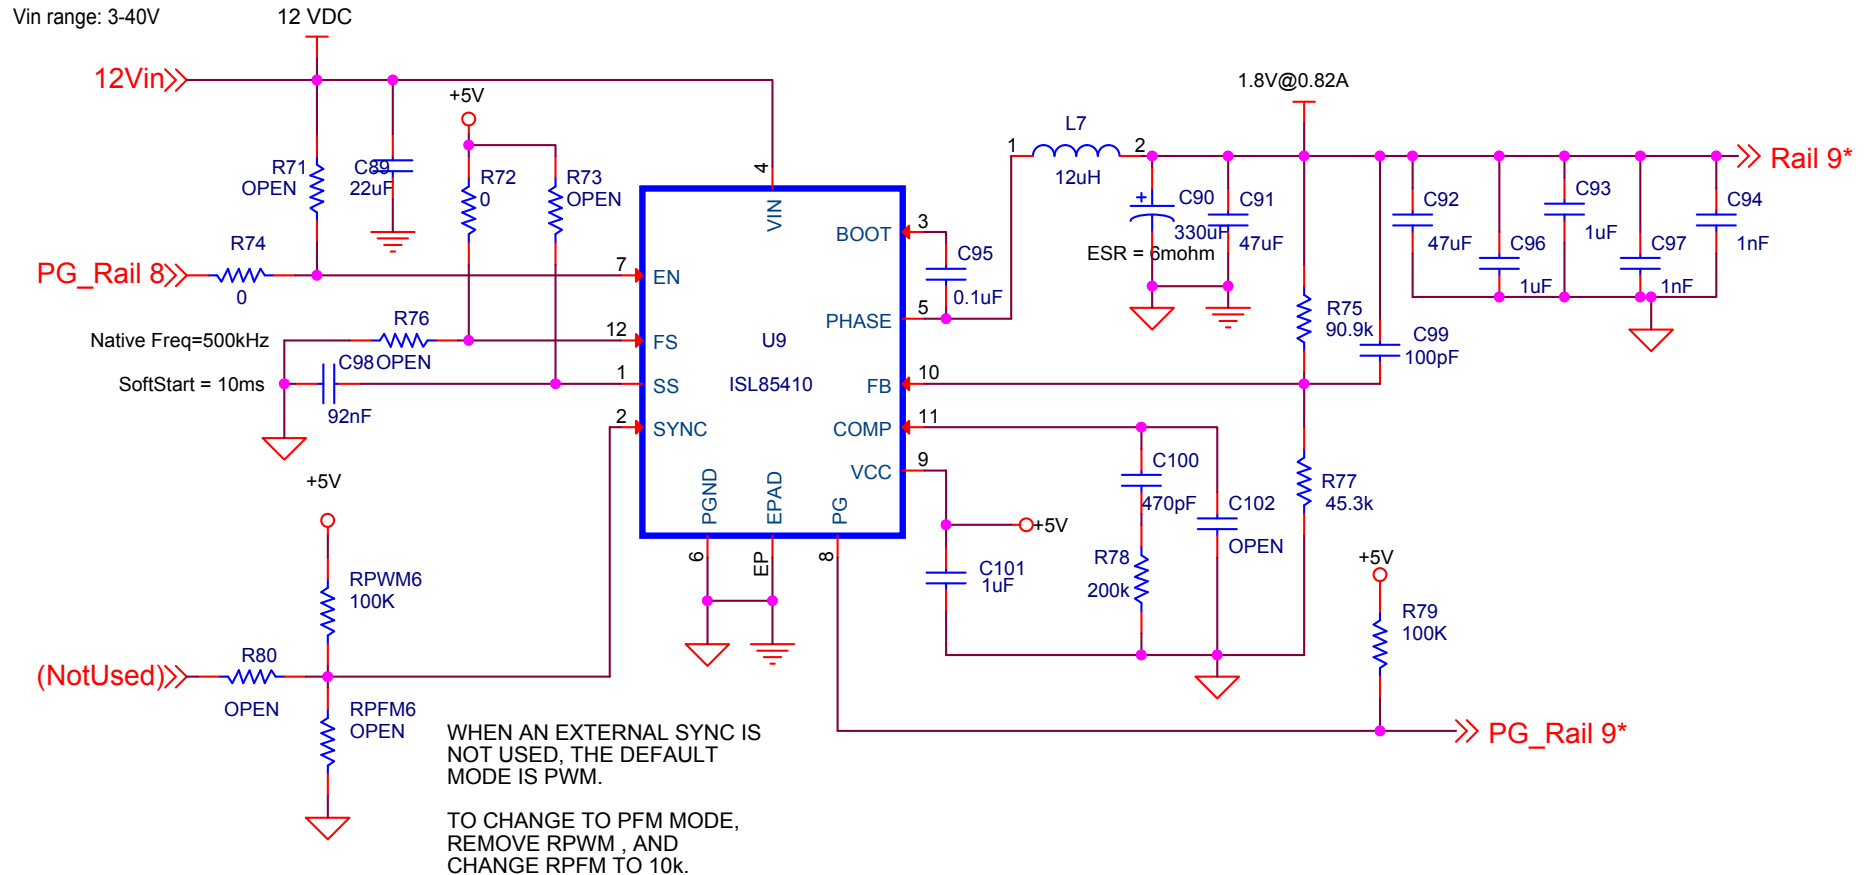 Vin range: 3-40V
12 VDC
12Vin
+5V
1.8V@0.82A
L7
1
2
12uH
Rail 9*
R71
OPEN
C89
22uF
R72
0
R73
OPEN
4
VIN
BOOT
3
C95
0.1uF
C90
330uF
ESR = 6mohm
C91
47uF
C92
47uF
C96
1uF
C93
1uF
C97
1nF
C94
1nF
R74
0
PG_Rail 8
7
EN
PHASE
5
R75
90.9k
C99
100pF
Native Freq=500kHz
R76
OPEN
12
FS
U9
ISL85410
SoftStart = 10ms
C98
92nF
1
SS
FB
10
2
SYNC
COMP
11
VCC
9
PGND
EPAD
PG
6
EP
8
+5V
C101
1uF
C100
470pF
R78
200k
C102
OPEN
R77
45.3k
+5V
R79
100K
+5V
RPWM6
100K
(NotUsed)
R80
OPEN
RPFM6
OPEN
PG_Rail 9*
WHEN AN EXTERNAL SYNC IS
NOT USED, THE DEFAULT
MODE IS PWM.
TO CHANGE TO PFM MODE,
REMOVE RPWM , AND
CHANGE RPFM TO 10k.